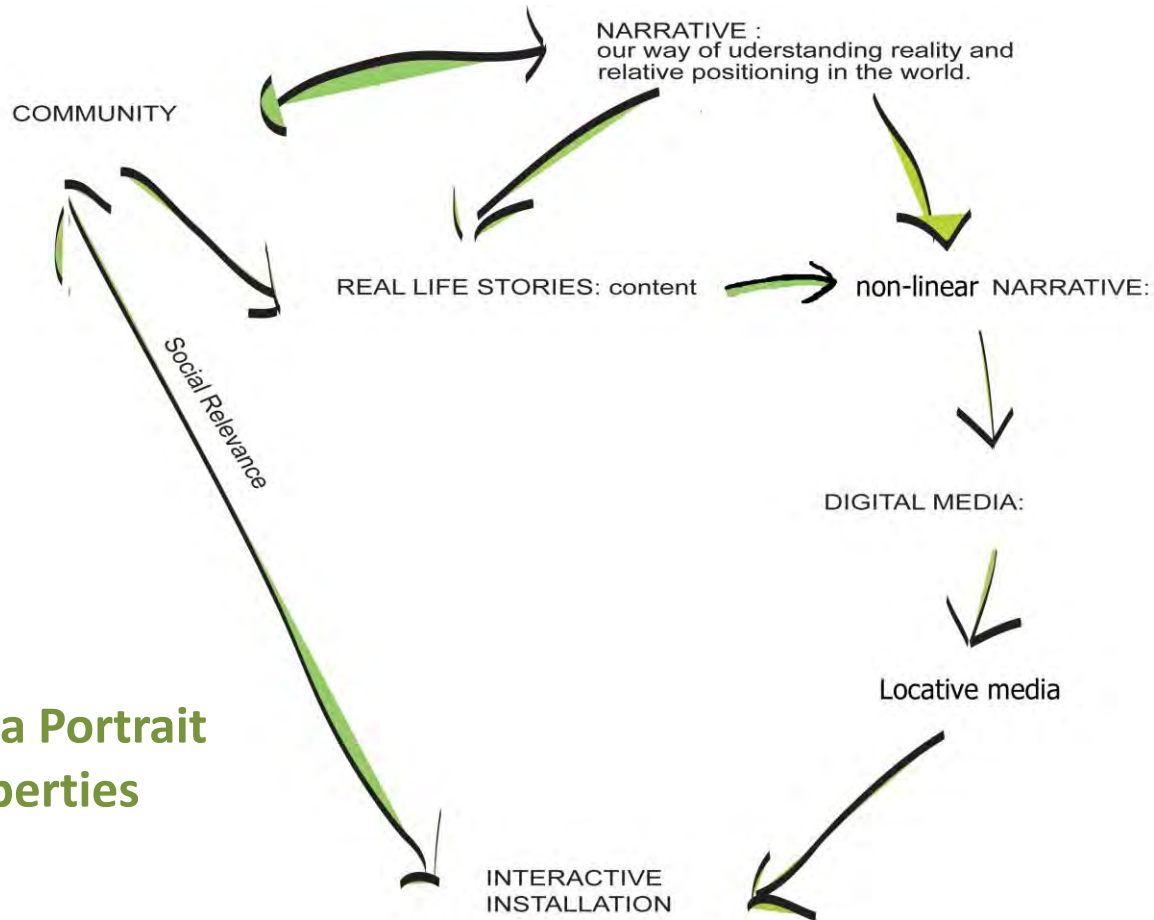 NARRATIVE :
our way of uderstanding reality and
relative positioning in the world.
COMMUNITY
REAL LIFE STORIES: content
non-linear NARRATIVE:
Social Relevance
DIGITAL MEDIA:
Locative media
a Portrait
perties
INTERACTIVE
INSTALLATION